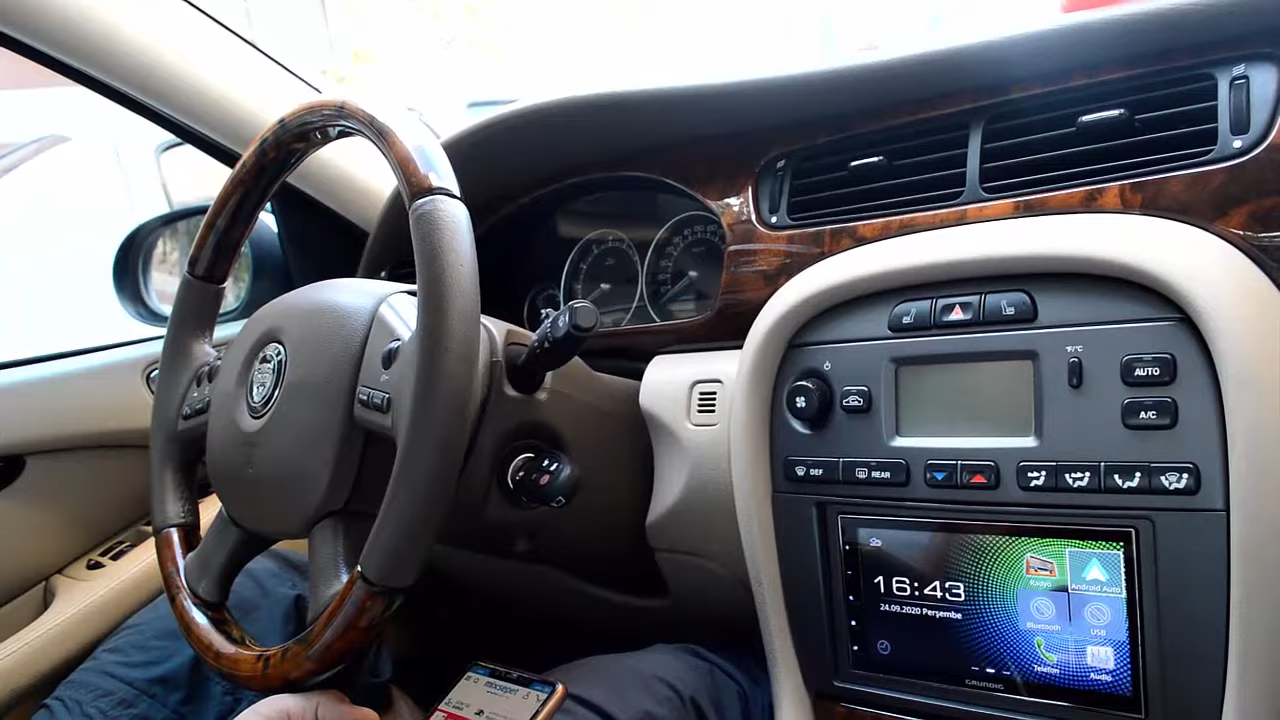 °F/°C
AUTO
A/C
DEF
REAR
16:43
24.09.2020 Perşembe
Radyo
Android Auto
Bluetooth
USB
Telefon
Audio
GRUNDIG